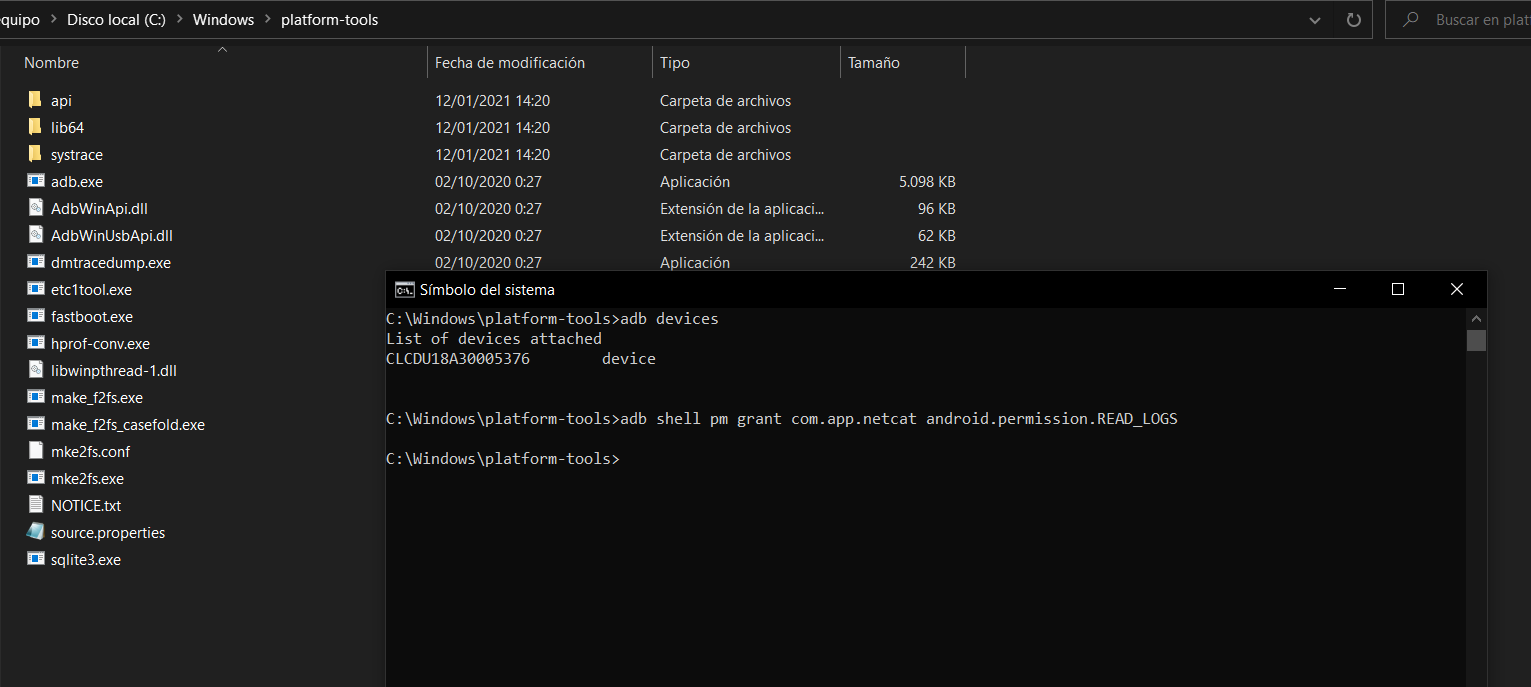 equipo > Disco local (C:) > Windows > platform-tools
Buscar en plat
Nombre Fecha de modificación Tipo Tamaño
api 12/01/2021 14:20 Carpeta de archivos
lib64 12/01/2021 14:20 Carpeta de archivos
systrace 12/01/2021 14:20 Carpeta de archivos
adb.exe 02/10/2020 0:27 Aplicación 5.098 KB
AdbWinApi.dll 02/10/2020 0:27 Extensión de la aplicaci... 96 KB
AdbWinUsbApi.dll 02/10/2020 0:27 Extensión de la aplicaci... 62 KB
dmtracedump.exe 02/10/2020 0:27 Aplicación 242 KB
etc1tool.exe
fastboot.exe
hprof-conv.exe
libwinpthread-1.dll
make_f2fs.exe
make_f2fs_casefold.exe
mke2fs.conf
mke2fs.exe
NOTICE.txt
source.properties
sqlite3.exe
Símbolo del sistema
C:\Windows\platform-tools>adb devices
List of devices attached
CLCDU18A30005376 device
C:\Windows\platform-tools>adb shell pm grant com.app.netcat android.permission.READ_LOGS
C:\Windows\platform-tools>